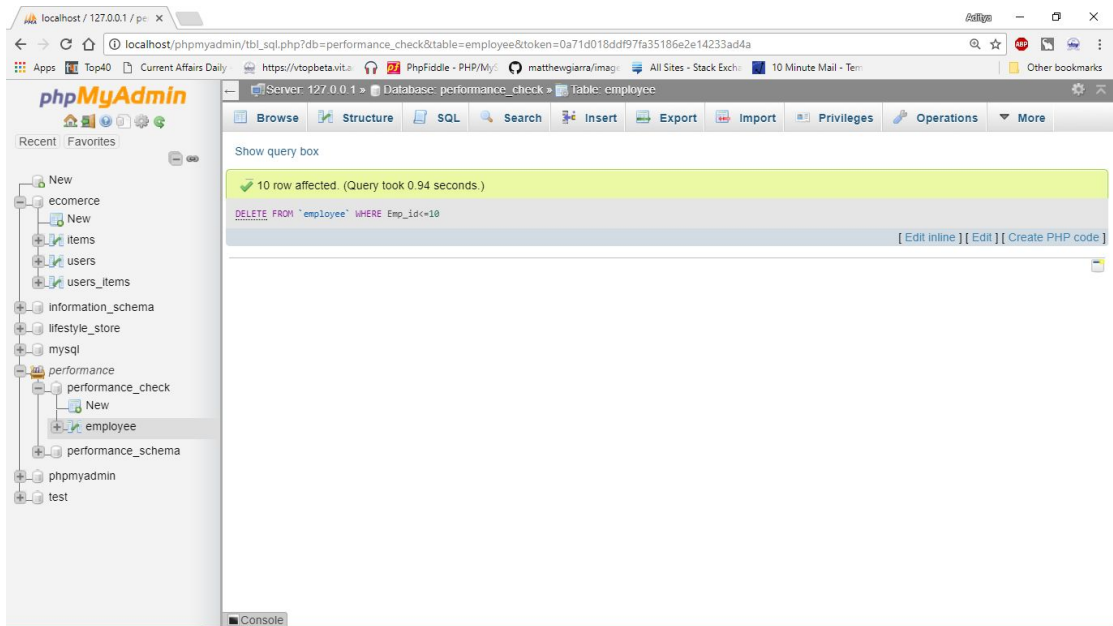 localhost / 127.0.0.1 / pe
Aditya
localhost/phpmyadmin/tbl_sql.php?db=performance_check&table=employee&token=0a71d018ddf97fa35186e2e14233ad4a
Apps Top40 Current Affairs Daily https://vtopbeta.vit.a PhpFiddle - PHP/MyS matthewgiarra/image All Sites - Stack Excha 10 Minute Mail - Tem Other bookmarks
phpMyAdmin
Recent Favorites
New
ecomerce
New
items
users
users_items
information_schema
lifestyle_store
mysql
performance
performance_check
New
employee
performance_schema
phpmyadmin
test
Server: 127.0.0.1 » Database: performance_check » Table: employee
Browse Structure SQL Search Insert Export Import Privileges Operations More
Show query box
10 row affected. (Query took 0.94 seconds.)
DELETE FROM `employee` WHERE Emp_id<=10
[ Edit inline ] [ Edit ] [ Create PHP code ]
Console